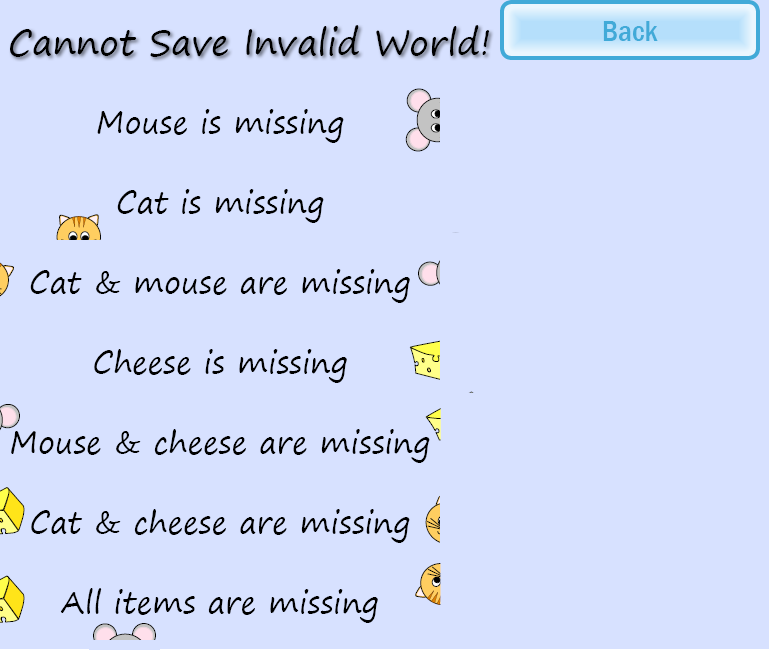 Cannot Save Invalid World!
Back
Mouse is missing
Cat is missing
Cat & mouse are missing
Cheese is missing
Mouse & cheese are missing
Cat & cheese are missing
All items are missing